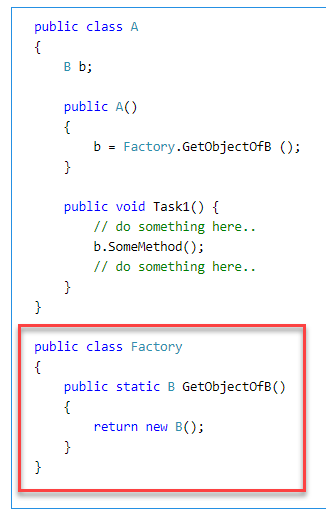 public class A
{
    B b;

    public A()
    {
        b = Factory.GetObjectOfB ();
    }

    public void Task1() {
        // do something here..
        b.SomeMethod();
        // do something here..
    }
}

public class Factory
{
    public static B GetObjectOfB()
    {
        return new B();
    }
}